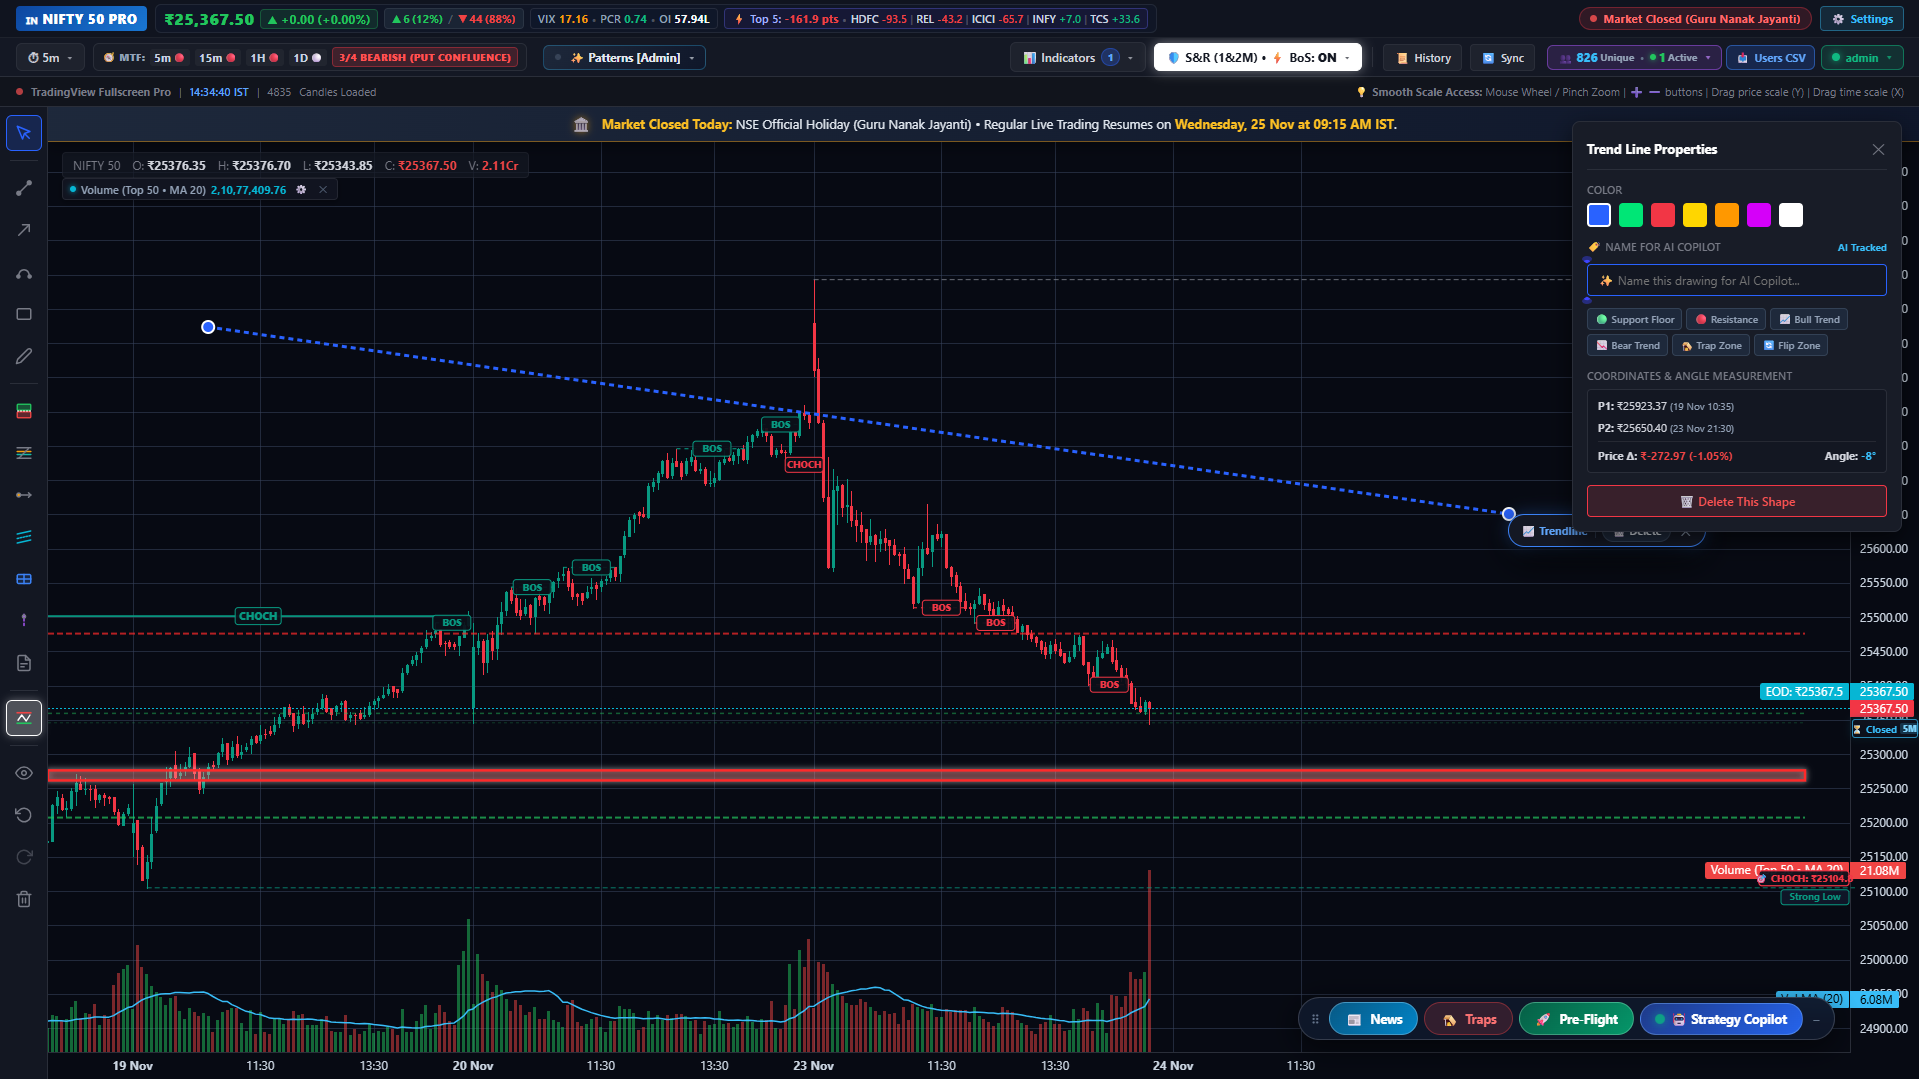 IN NIFTY 50 PRO
₹25,367.50 ▲ +0.00 (+0.00%)
▲ 6 (12%) / ▼ 44 (88%)
VIX 17.16 • PCR 0.74 • OI 57.94L
⚡ Top 5: -161.9 pts • HDFC -93.5 | REL -43.2 | ICICI -65.7 | INFY +7.0 | TCS +33.6
Market Closed (Guru Nanak Jayanti)
Settings
5m
MTF: 5m 15m 1H 1D 3/4 BEARISH (PUT CONFLUENCE)
Patterns [Admin]
Indicators 1
S&R (1&2M) • BoS: ON
History
Sync
826 Unique • 1 Active
Users CSV
admin
TradingView Fullscreen Pro | 14:34:40 IST | 4835 Candles Loaded
Smooth Scale Access: Mouse Wheel / Pinch Zoom | + — buttons | Drag price scale (Y) | Drag time scale (X)
Market Closed Today: NSE Official Holiday (Guru Nanak Jayanti) • Regular Live Trading Resumes on Wednesday, 25 Nov at 09:15 AM IST.
NIFTY 50 O: ₹25376.35 H: ₹25376.70 L: ₹25343.85 C: ₹25367.50 V: 2.11Cr
Volume (Top 50 • MA 20) 2,10,77,409.76
Trend Line Properties
COLOR
NAME FOR AI COPILOT AI Tracked
Name this drawing for AI Copilot...
Support Floor Resistance Bull Trend
Bear Trend Trap Zone Flip Zone
COORDINATES & ANGLE MEASUREMENT
P1: ₹25923.37 (19 Nov 10:35)
P2: ₹25650.40 (23 Nov 21:30)
Price Δ: ₹-272.97 (-1.05%) Angle: -8°
Delete This Shape
Trendline Delete
BOS
BOS
CHOCH
BOS
BOS
CHOCH
BOS
BOS
BOS
BOS
25600.00
25550.00
25500.00
25450.00
EOD: ₹25367.5 25367.50
25367.50
Closed 5M
25300.00
25250.00
25200.00
25150.00
Volume (Top 50 • MA 20) 21.08M
CHOCH: ₹25104.
25100.00
Strong Low
25050.00
25000.00
6.08M
24900.00
News
Traps
Pre-Flight
Strategy Copilot
19 Nov 11:30 13:30 20 Nov 11:30 13:30 23 Nov 11:30 13:30 24 Nov 11:30